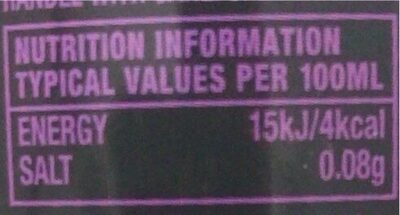 NUTRITION INFORMATION
TYPICAL VALUES PER 100ML
ENERGY 15kJ/4kcal
SALT 0.08g